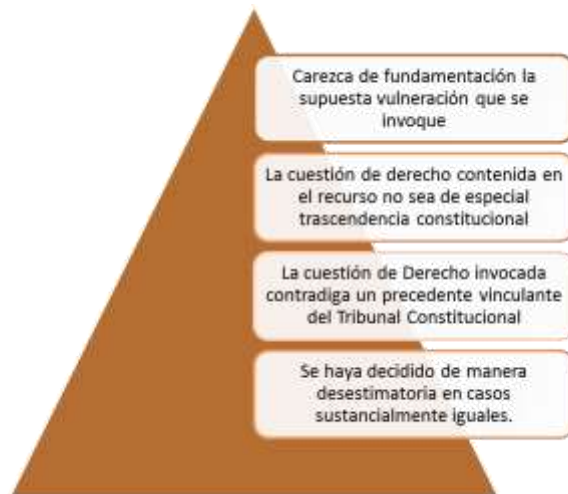 Carezca de fundamentación la
supuesta vulneración que se
invoque
La cuestión de derecho contenida en
el recurso no sea de especial
trascendencia constitucional
La cuestión de Derecho invocada
contradiga un precedente vinculante
del Tribunal Constitucional
Se haya decidido de manera
desestimatoria en casos
sustancialmente iguales.